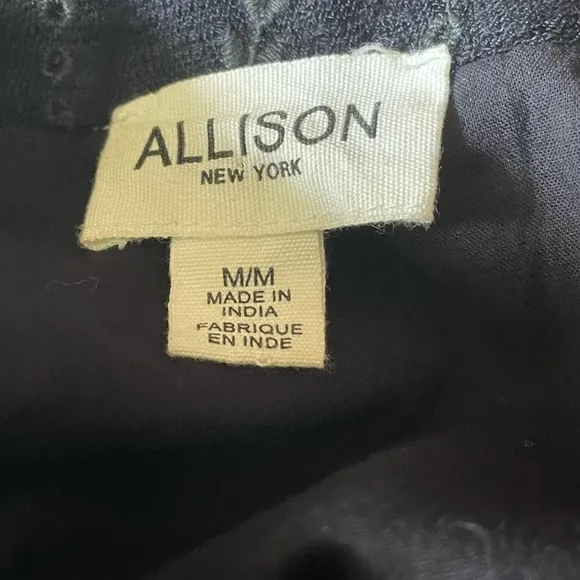 ALLISON
NEW YORK
M/M
MADE IN
INDIA
FABRIQUE
EN INDE